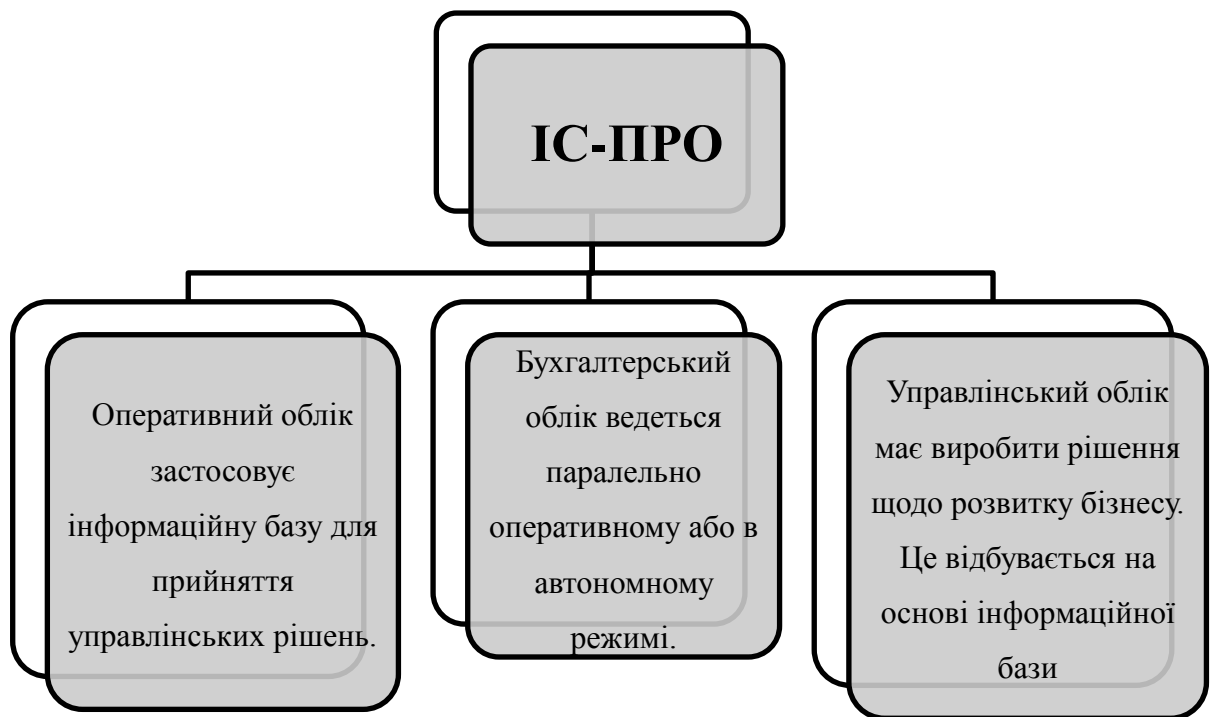 ІС-ПРО
Оперативний облік
застосовує
інформаційну базу для
прийняття
управлінських рішень.
Бухгалтерський
облік ведеться
паралельно
оперативному або в
автономному
режимі.
Управлінський облік
має виробити рішення
щодо розвитку бізнесу.
Це відбувається на
основі інформаційної
бази